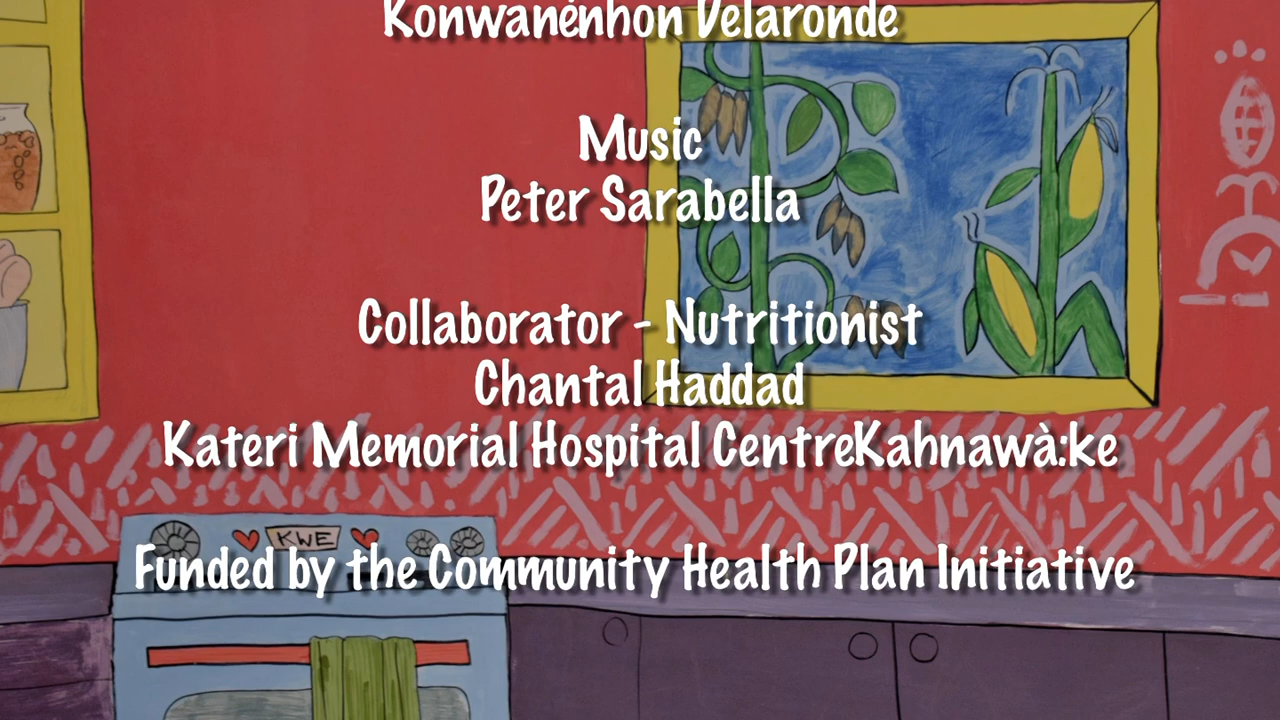 Konwanénhon Delaronde
Music
Peter Sarabella
Collaborator - Nutritionist
Chantal Haddad
Kateri Memorial Hospital CentreKahnawà:ke
KWE
Funded by the Community Health Plan Initiative